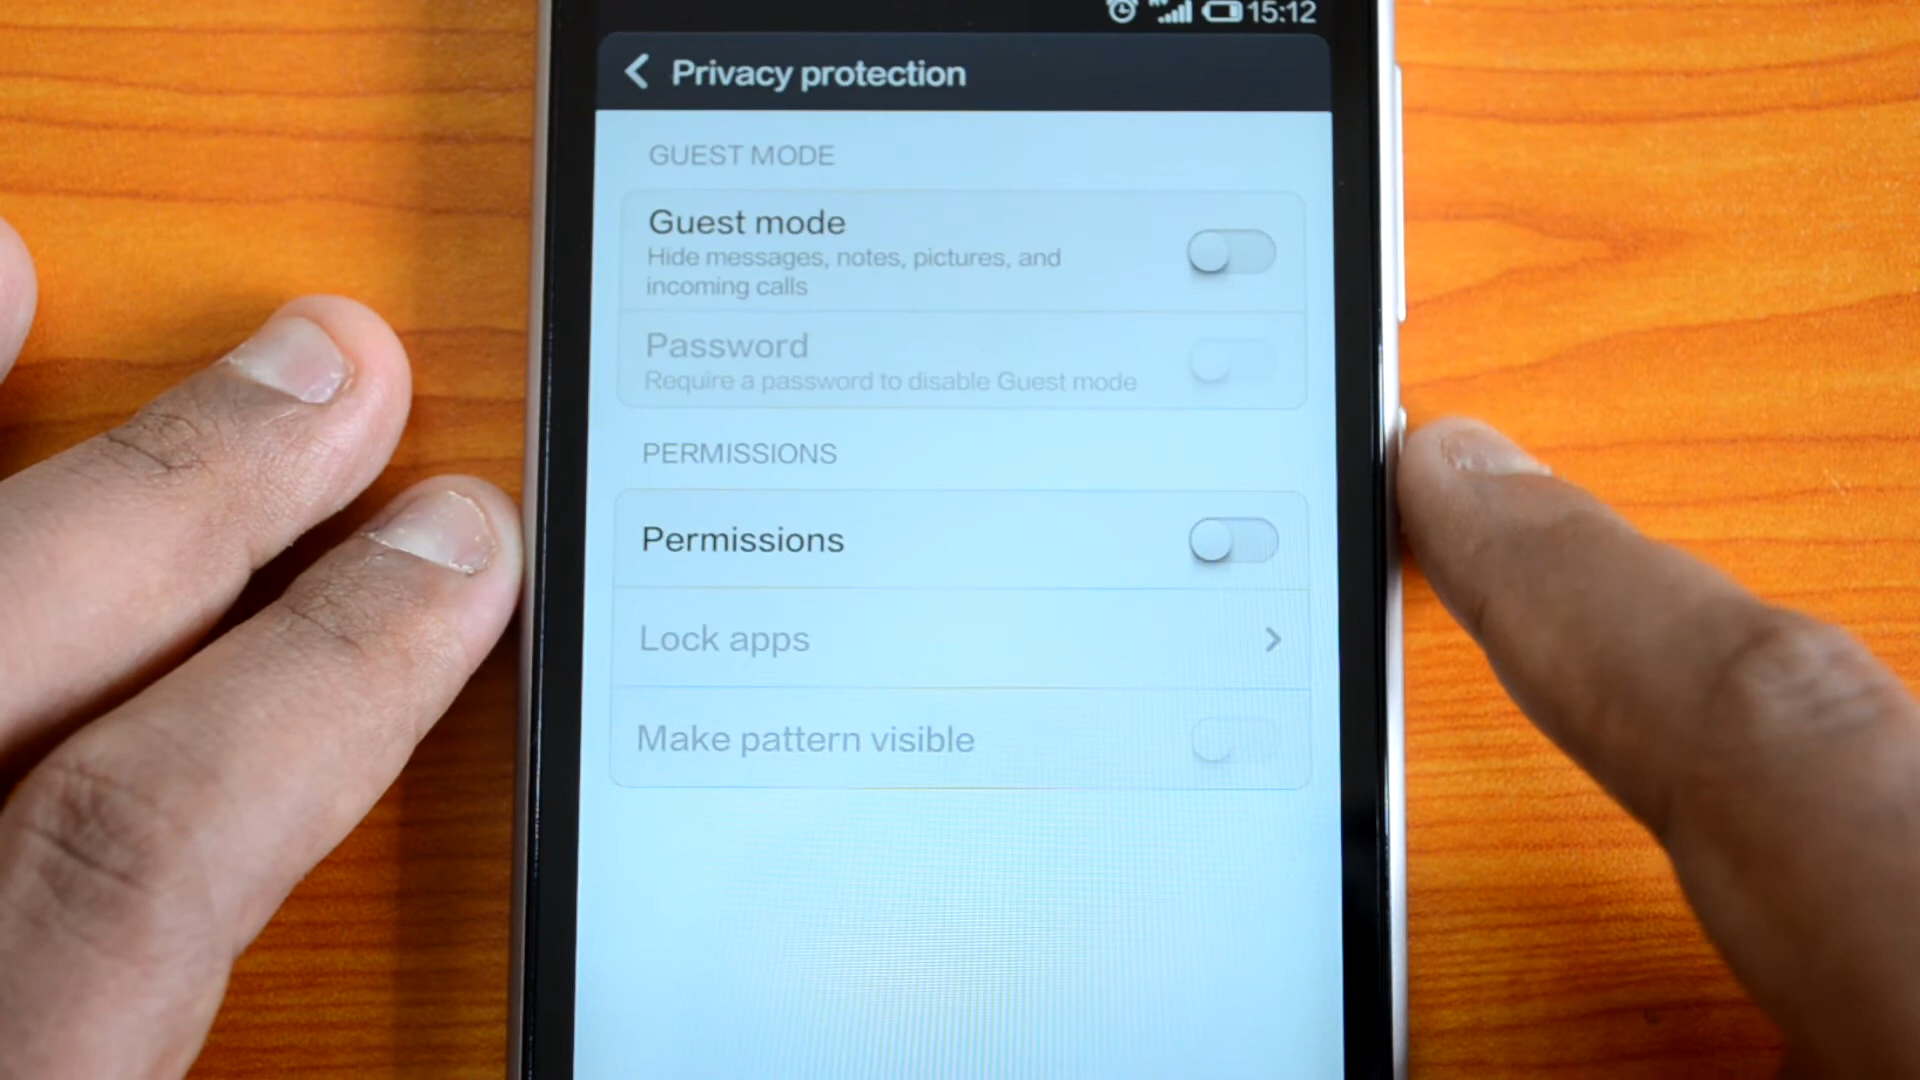 15:12
Privacy protection
GUEST MODE
Guest mode
Hide messages, notes, pictures, and
incoming calls
Password
Require a password to disable Guest mode
PERMISSIONS
Permissions
Lock apps
Make pattern visible